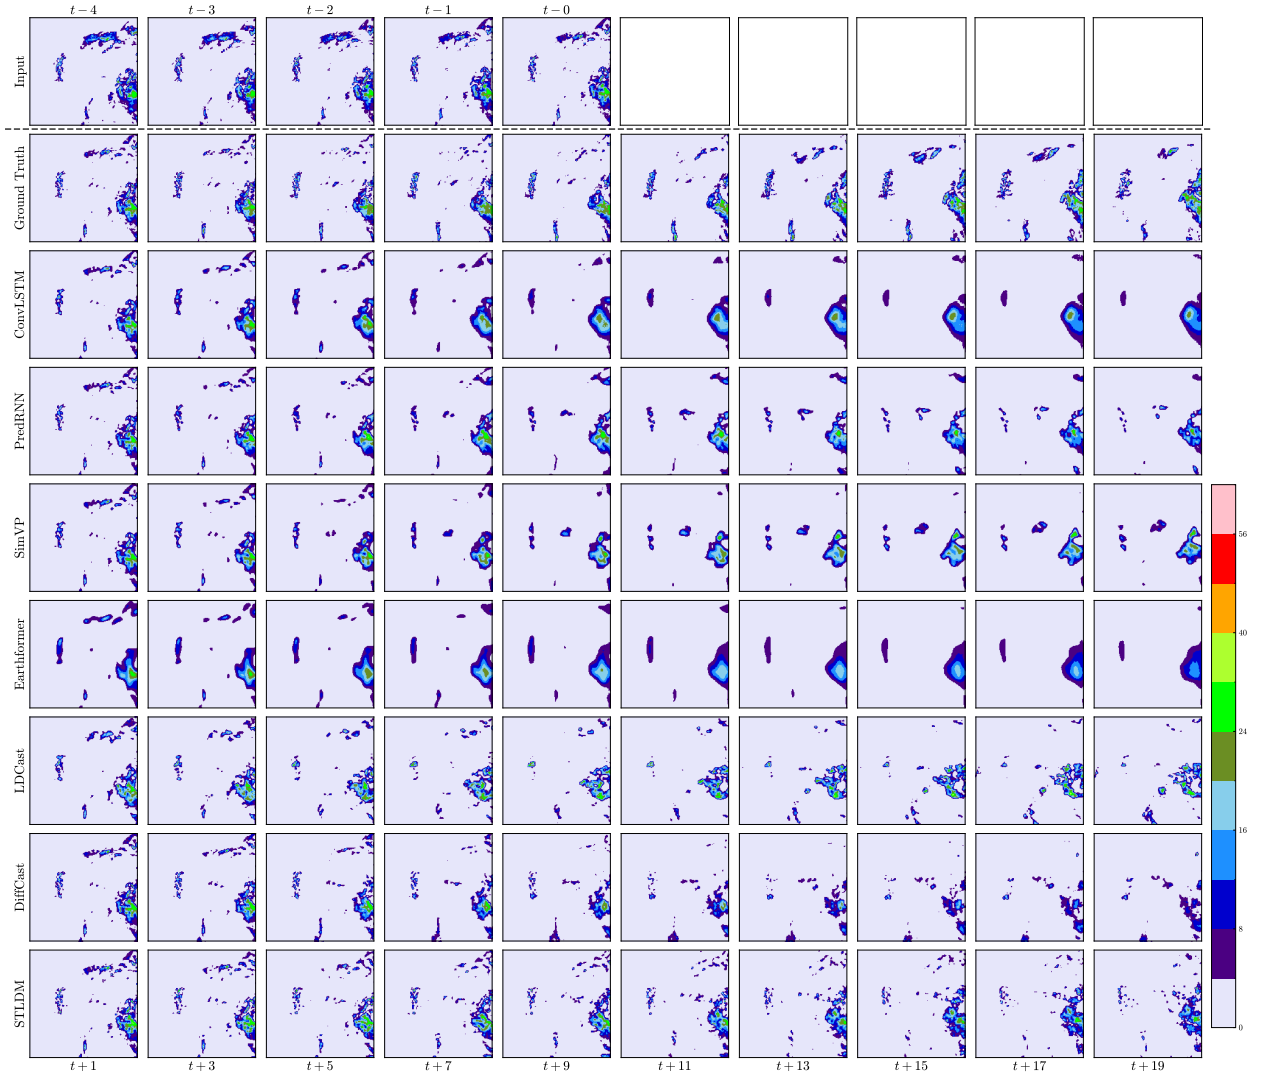 t − 4 t − 3 t − 2 t − 1 t − 0
Input
Ground Truth
ConvLSTM
PredRNN
SimVP
Earthformer
LDCast
DiffCast
STLDM
56
40
24
16
8
0
t + 1 t + 3 t + 5 t + 7 t + 9 t + 11 t + 13 t + 15 t + 17 t + 19